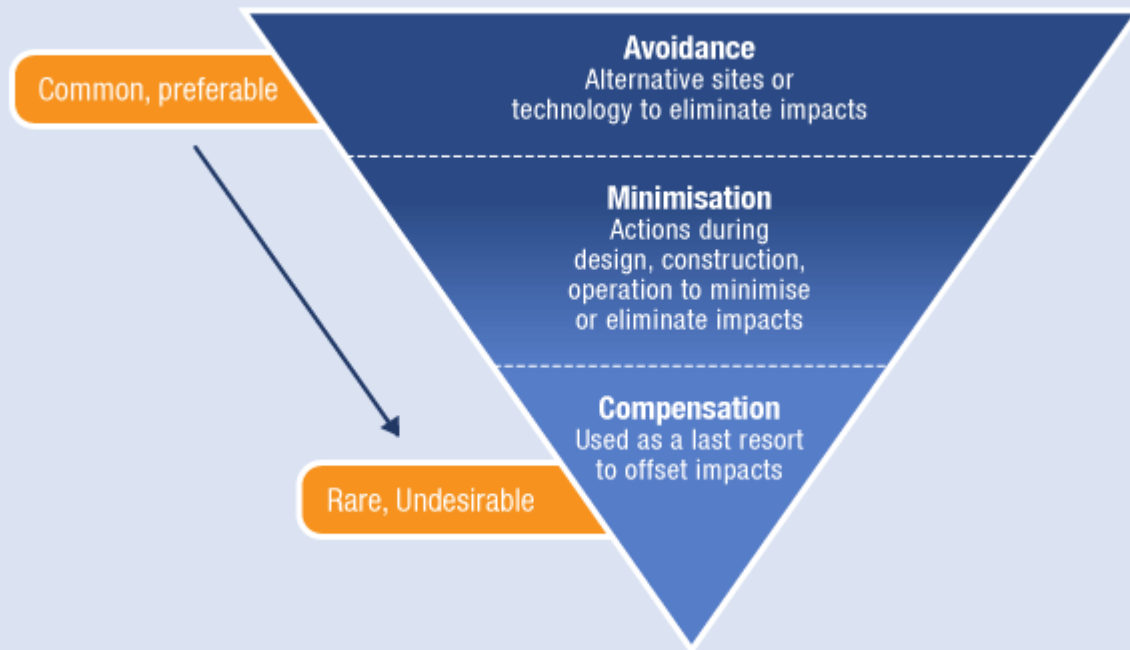 Common, preferable
Avoidance
Alternative sites or
technology to eliminate impacts
Minimisation
Actions during
design, construction,
operation to minimise
or eliminate impacts
Compensation
Used as a last resort
to offset impacts
Rare, Undesirable